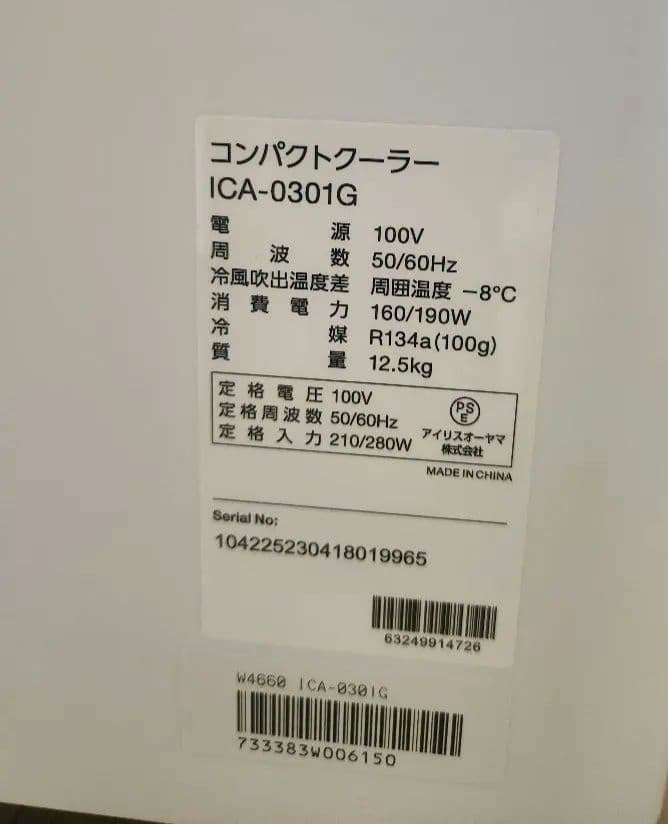 コンパクトクーラー
ICA-0301G
電源 100V
周波数 50/60Hz
冷風吹出温度差 周囲温度 −8℃
消費電力 160/190W
冷媒 R134a(100g)
質量 12.5kg
定格電圧 100V
定格周波数 50/60Hz
定格入力 210/280W
PS
E
アイリスオーヤマ
株式会社
MADE IN CHINA
Serial No:
104225230418019965
63249914726
W4660 ICA-0301G
733383W006150